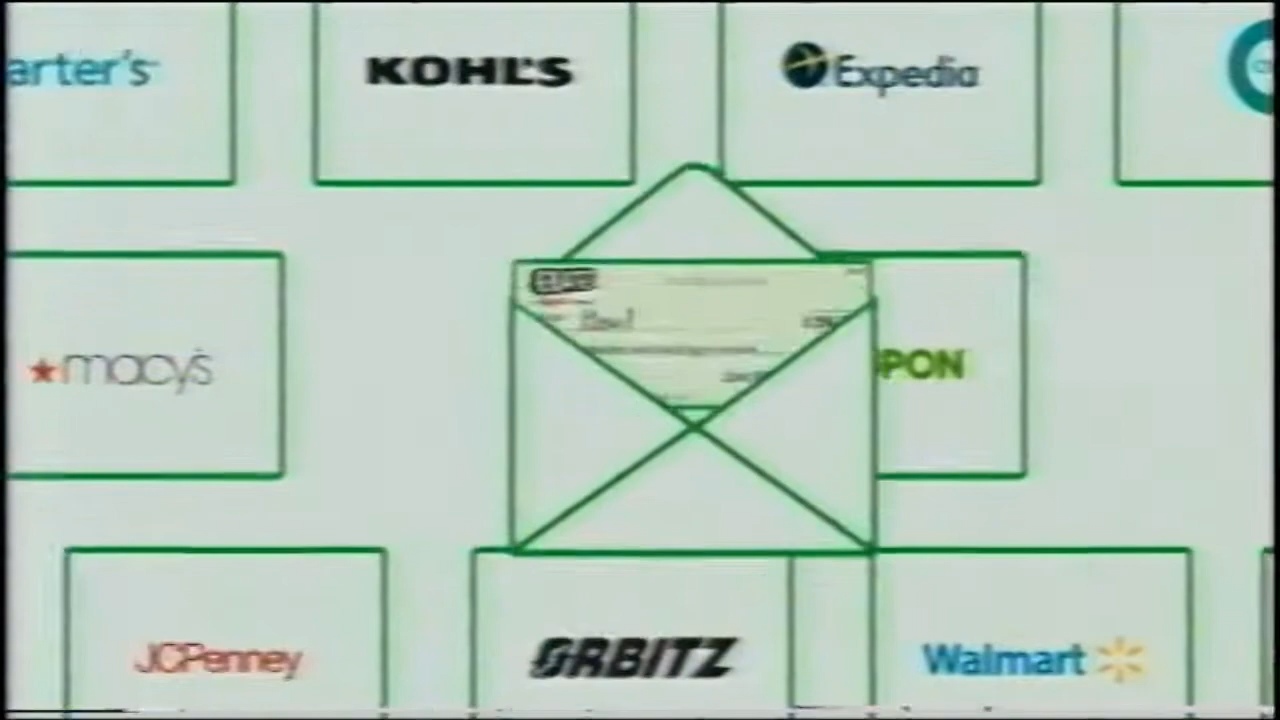 arter's
KOHL'S
Expedia
macy's
PON
JCPenney
ORBITZ
Walmart